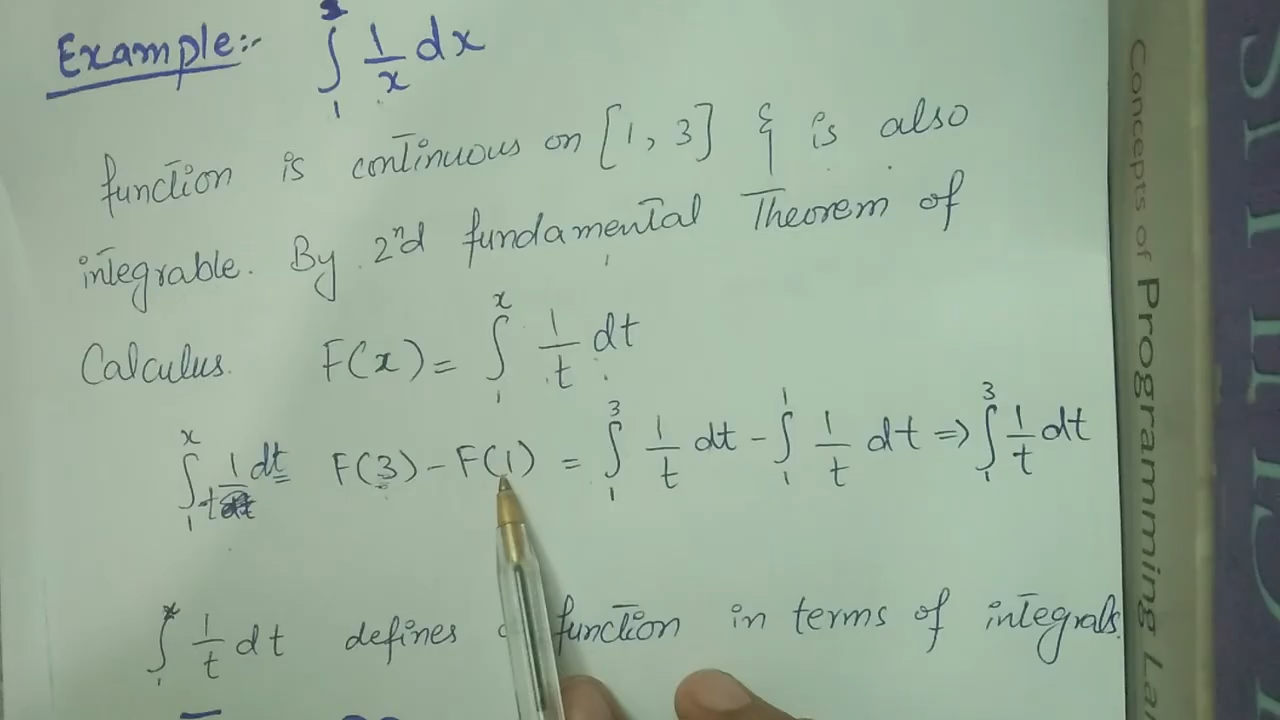 Example:- ∫₁³ 1/x dx
function is continuous on [1, 3] & is also
integrable. By 2nd fundamental Theorem of
Calculus. F(x) = ∫₁ˣ 1/t dt
∫₁ˣ 1/t dt F(3) - F(1) = ∫₁³ 1/t dt - ∫₁¹ 1/t dt ⇒ ∫₁³ 1/t dt
∫₁ˣ 1/t dt defines function in terms of integrals.
Concepts of Programming